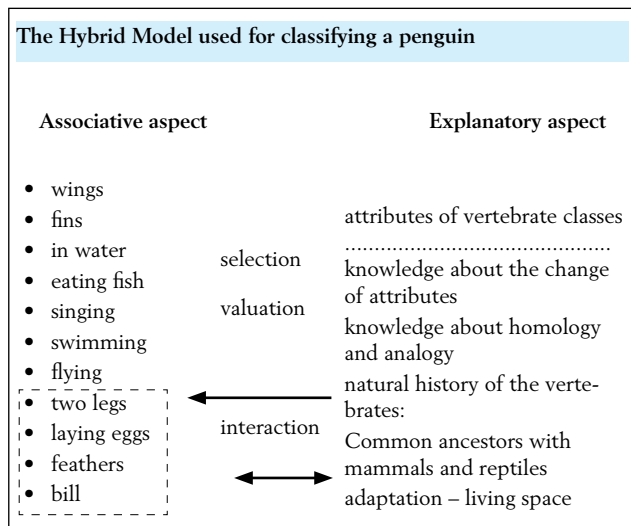 The Hybrid Model used for classifying a penguin
Associative aspect
• wings
• fins
• in water
• eating fish
• singing
• swimming
• flying
• two legs
• laying eggs
• feathers
• bill
selection
valuation
interaction
Explanatory aspect
attributes of vertebrate classes
............................................
knowledge about the change
of attributes
knowledge about homology
and analogy
natural history of the verte-
brates:
Common ancestors with
mammals and reptiles
adaptation – living space